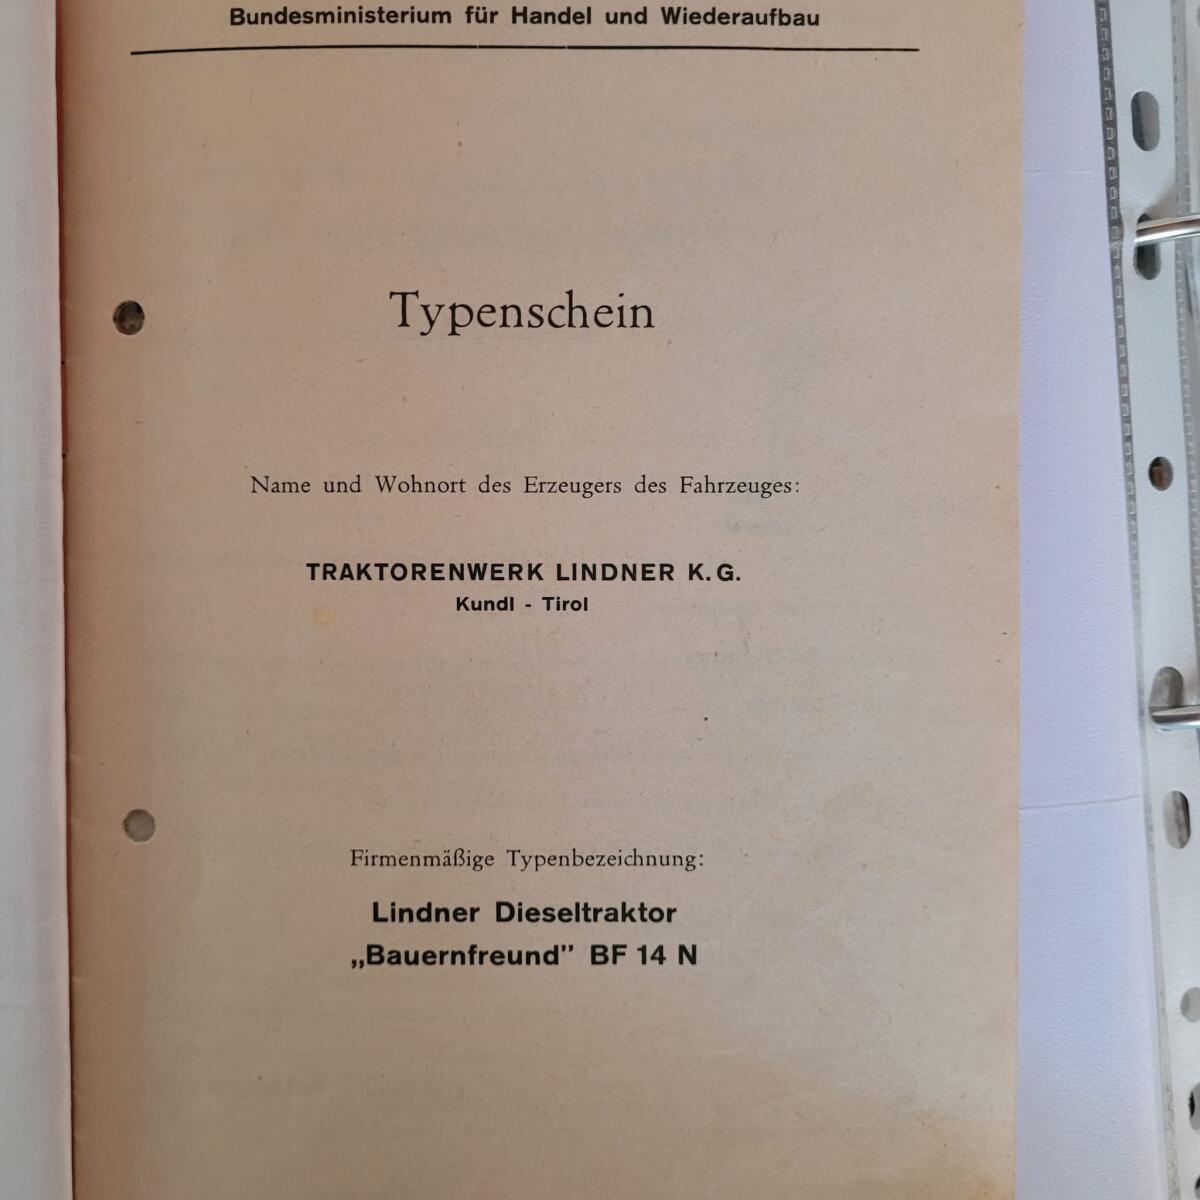 Bundesministerium für Handel und Wiederaufbau
Typenschein
Name und Wohnort des Erzeugers des Fahrzeuges:
TRAKTORENWERK LINDNER K.G.
Kundl - Tirol
Firmenmäßige Typenbezeichnung:
Lindner Dieseltraktor
„Bauernfreund” BF 14 N